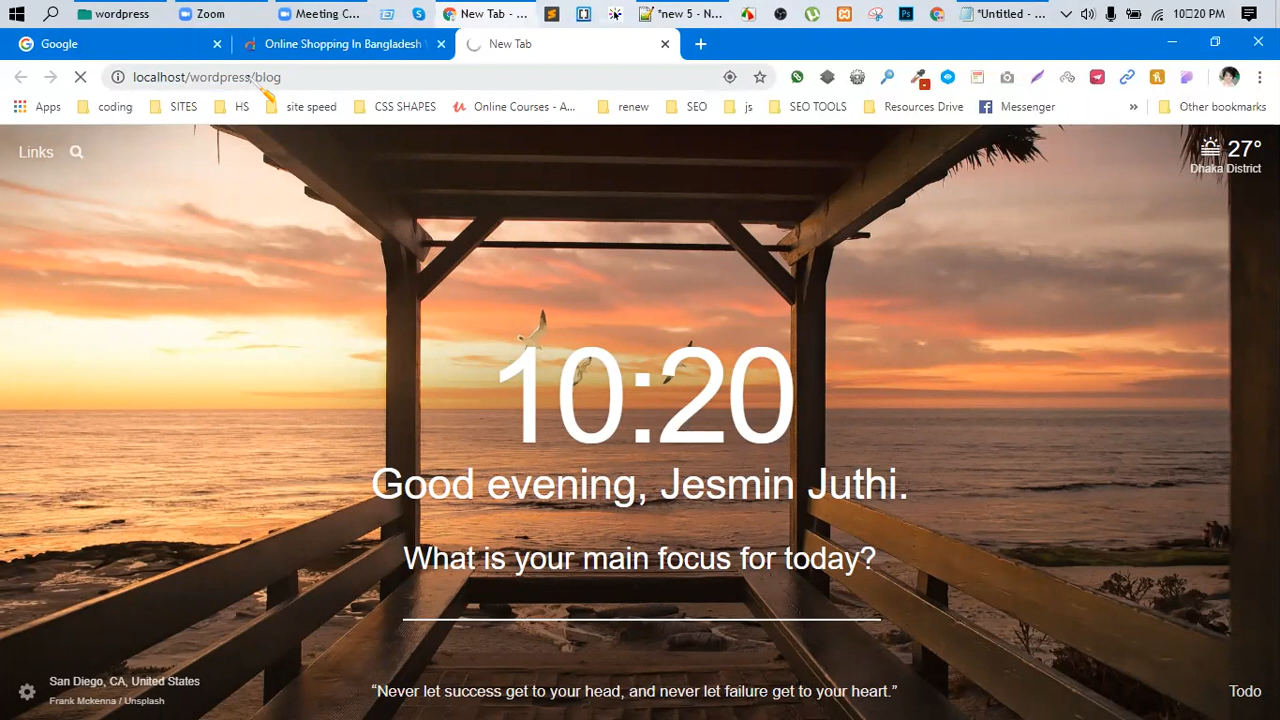 wordpress
Zoom
Meeting C...
New Tab - ...
*new 5 - N...
*Untitled - ...
10:20 PM
Google
Online Shopping In Bangladesh
New Tab
localhost/wordpress/blog
Apps
coding
SITES
HS
site speed
CSS SHAPES
Online Courses - A...
renew
SEO
js
SEO TOOLS
Resources Drive
Messenger
»
Other bookmarks
Links
27°
Dhaka District
10:20
Good evening, Jesmin Juthi.
What is your main focus for today?
San Diego, CA, United States
Frank Mckenna / Unsplash
“Never let success get to your head, and never let failure get to your heart.”
Todo